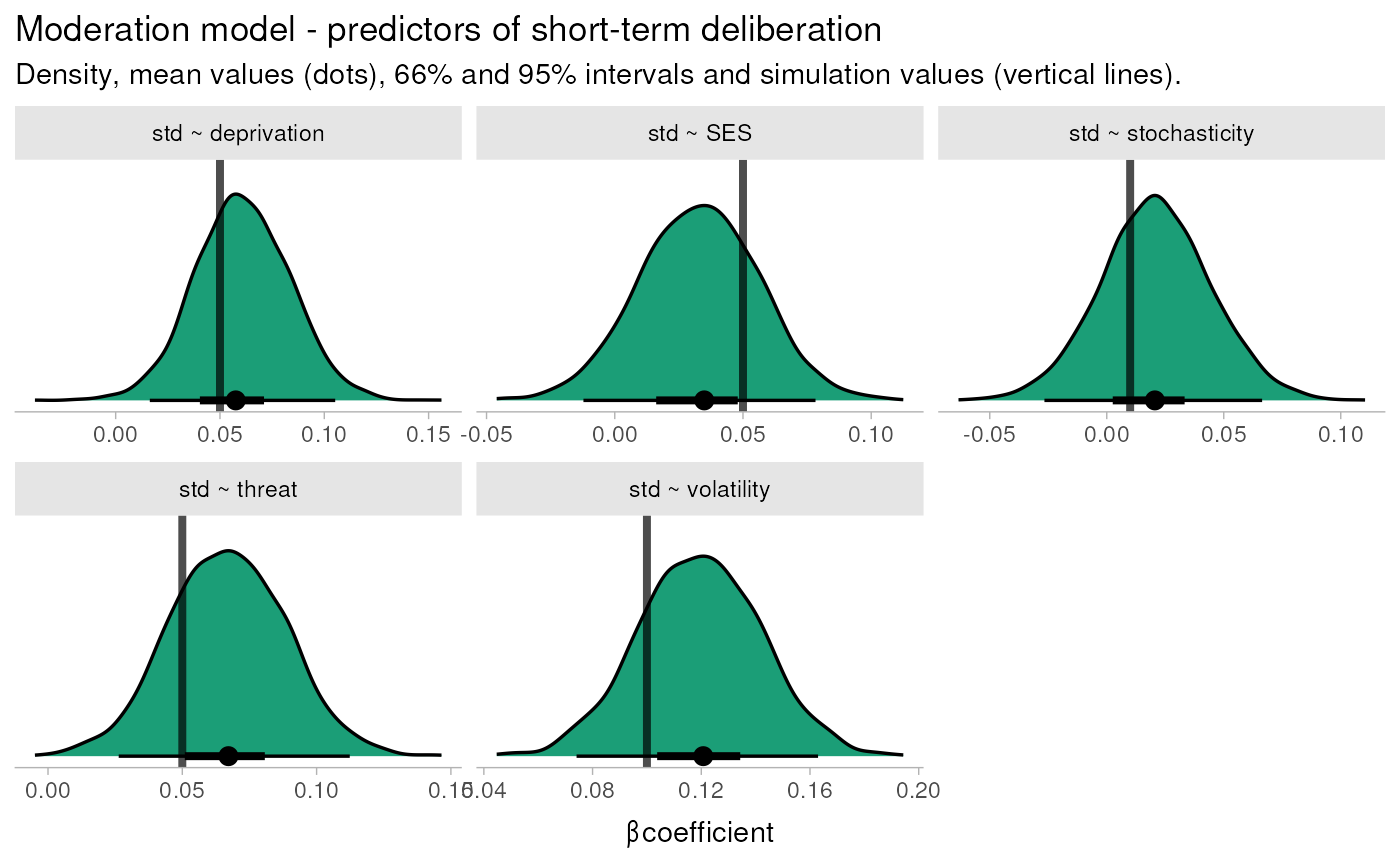 Moderation model - predictors of short-term deliberation
Density, mean values (dots), 66% and 95% intervals and simulation values (vertical lines).
std ~ deprivation
std ~ SES
std ~ stochasticity
0.00 0.05 0.10 0.15
-0.05 0.00 0.05 0.10
-0.05 0.00 0.05 0.10
std ~ threat
std ~ volatility
0.00 0.05 0.10 0.15
0.04 0.08 0.12 0.16 0.20
βcoefficient